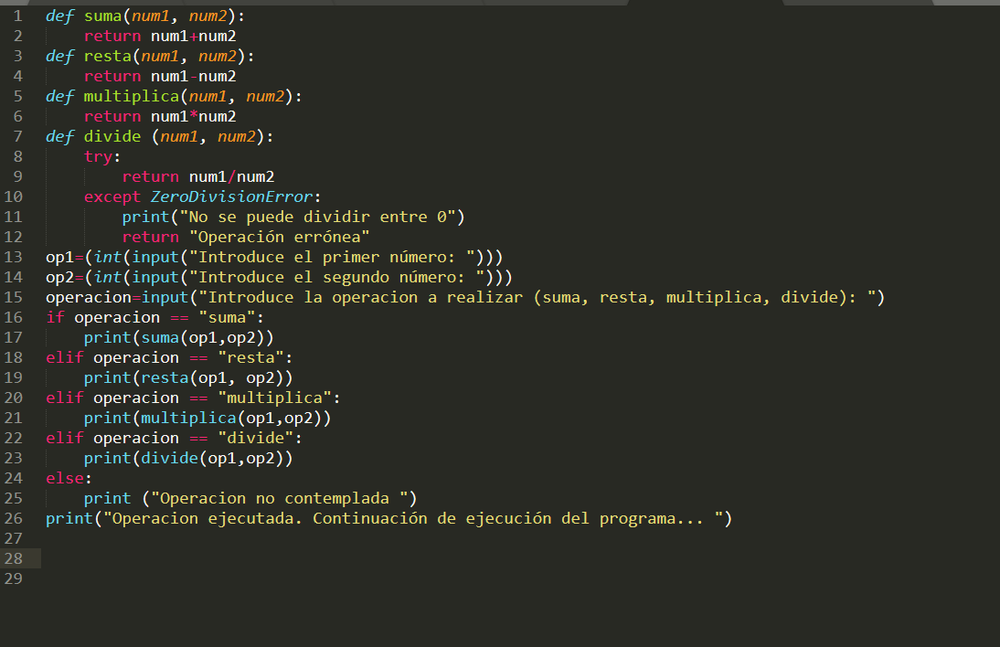 1 def suma(num1, num2):
2     return num1+num2
3 def resta(num1, num2):
4     return num1-num2
5 def multiplica(num1, num2):
6     return num1*num2
7 def divide (num1, num2):
8     try:
9         return num1/num2
10     except ZeroDivisionError:
11         print("No se puede dividir entre 0")
12         return "Operación errónea"
13 op1=(int(input("Introduce el primer número: ")))
14 op2=(int(input("Introduce el segundo número: ")))
15 operacion=input("Introduce la operacion a realizar (suma, resta, multiplica, divide): ")
16 if operacion == "suma":
17     print(suma(op1,op2))
18 elif operacion == "resta":
19     print(resta(op1, op2))
20 elif operacion == "multiplica":
21     print(multiplica(op1,op2))
22 elif operacion == "divide":
23     print(divide(op1,op2))
24 else:
25     print ("Operacion no contemplada ")
26 print("Operacion ejecutada. Continuación de ejecución del programa... ")
27
28
29